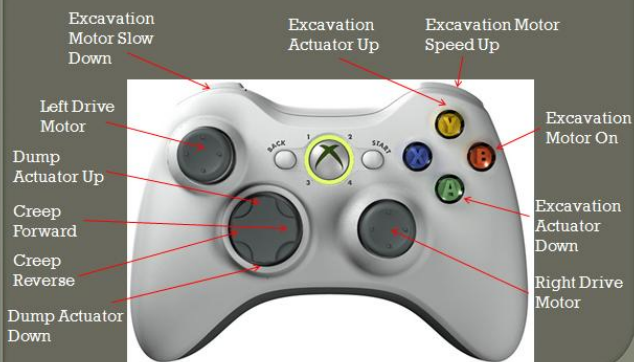 Excavation
Motor Slow
Down
Excavation
Actuator Up
Excavation Motor
Speed Up
Left Drive
Motor
Dump
Actuator Up
Creep
Forward
Creep
Reverse
Dump Actuator
Down
Excavation
Motor On
Excavation
Actuator
Down
Right Drive
Motor
BACK
1 2
3 4
START
Y
X
B
A